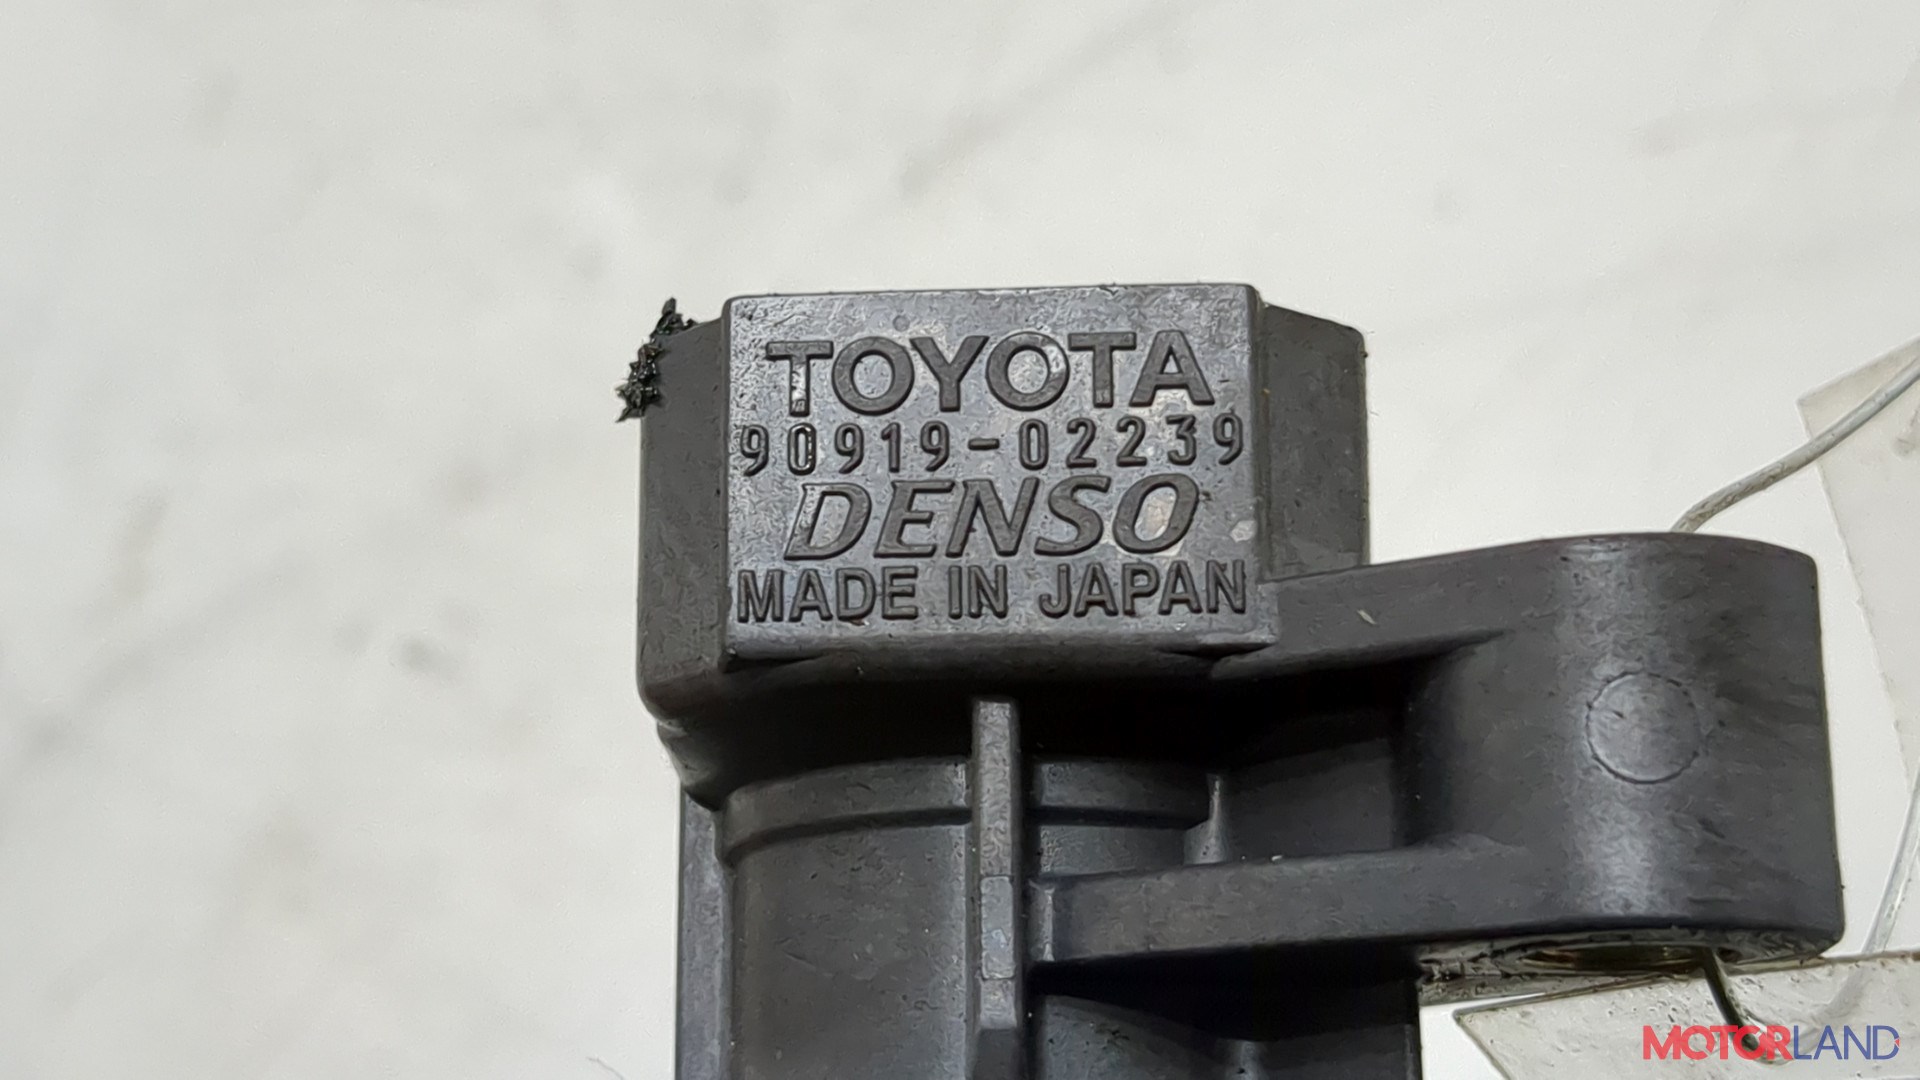 TOYOTA
90919-02239
DENSO
MADE IN JAPAN
MOTORLAND